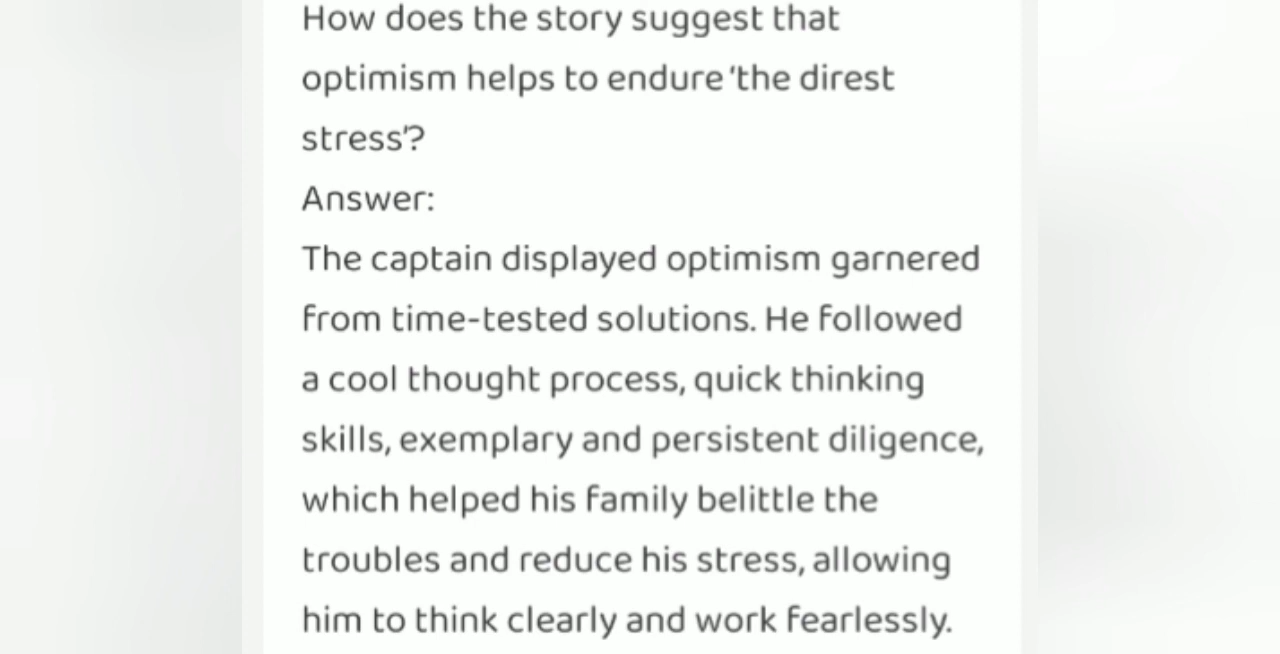 How does the story suggest that
optimism helps to endure 'the direst
stress'?
Answer:
The captain displayed optimism garnered
from time-tested solutions. He followed
a cool thought process, quick thinking
skills, exemplary and persistent diligence,
which helped his family belittle the
troubles and reduce his stress, allowing
him to think clearly and work fearlessly.